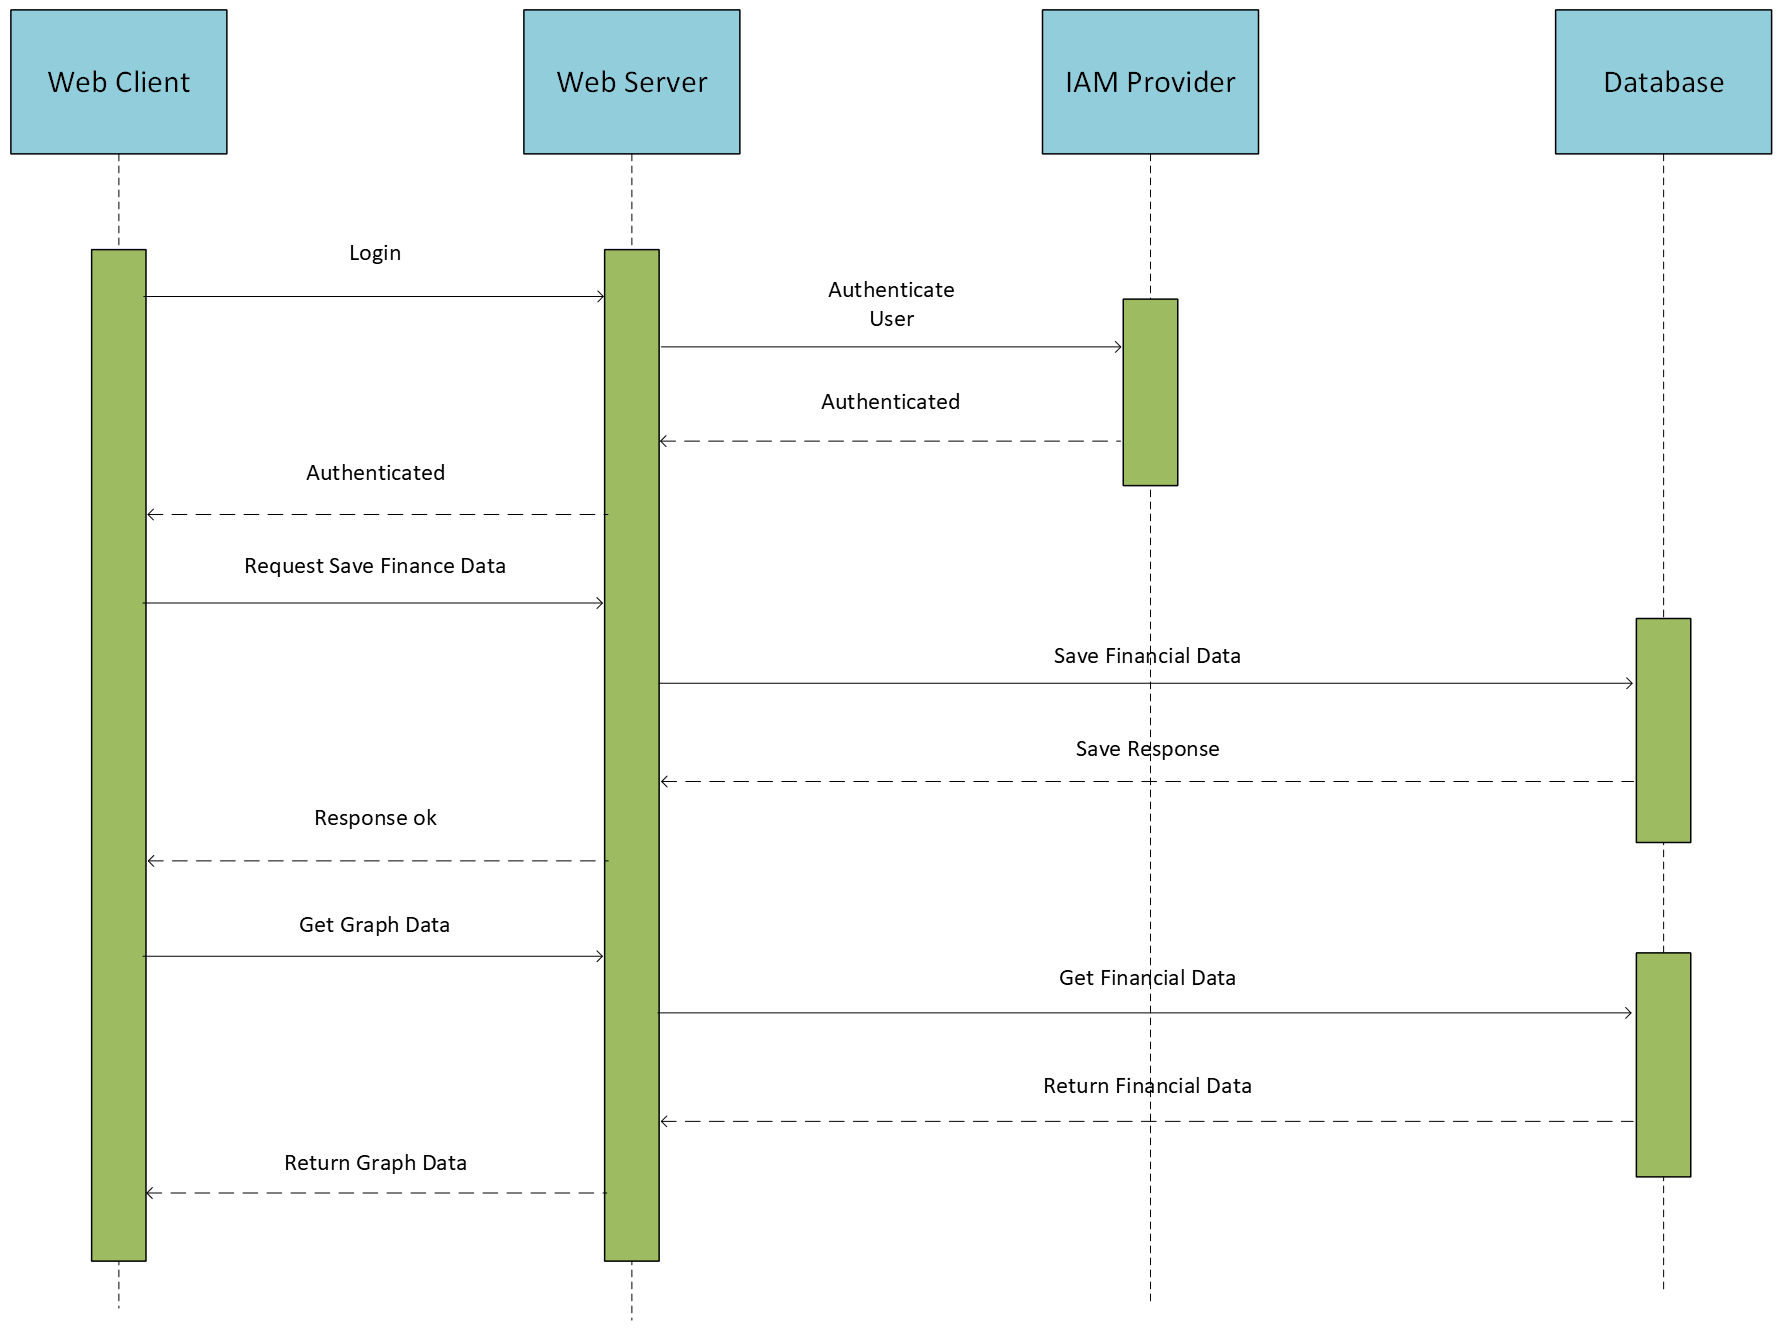 Web Client
Web Server
IAM Provider
Database
Login
Authenticate
User
Authenticated
Authenticated
Request Save Finance Data
Save Financial Data
Save Response
Response ok
Get Graph Data
Get Financial Data
Return Financial Data
Return Graph Data